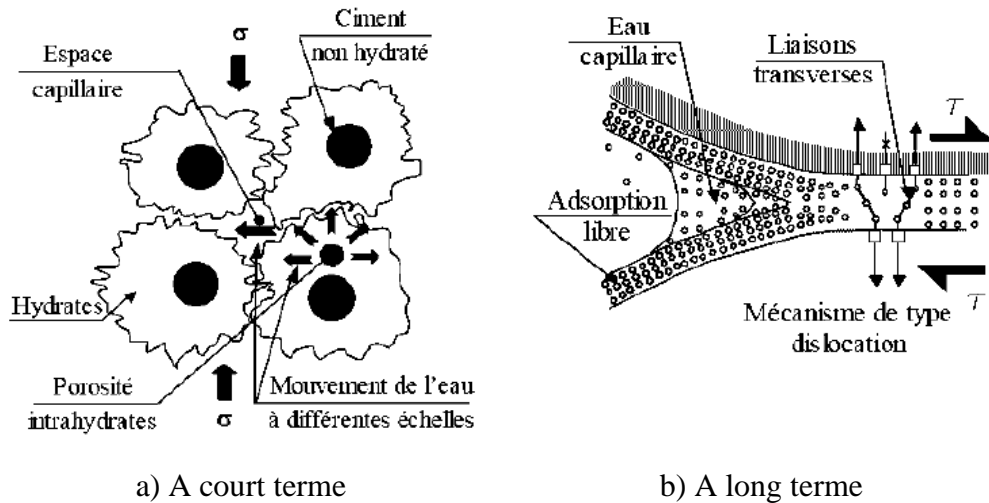 σ
Ciment
non hydraté
Espace
capillaire
Hydrates
Porosité
intrahydrates
σ
Mouvement de l'eau
à différentes échelles
a) A court terme
Eau
capillaire
Liaisons
transverses
τ
Adsorption
libre
τ
Mécanisme de type
dislocation
b) A long terme